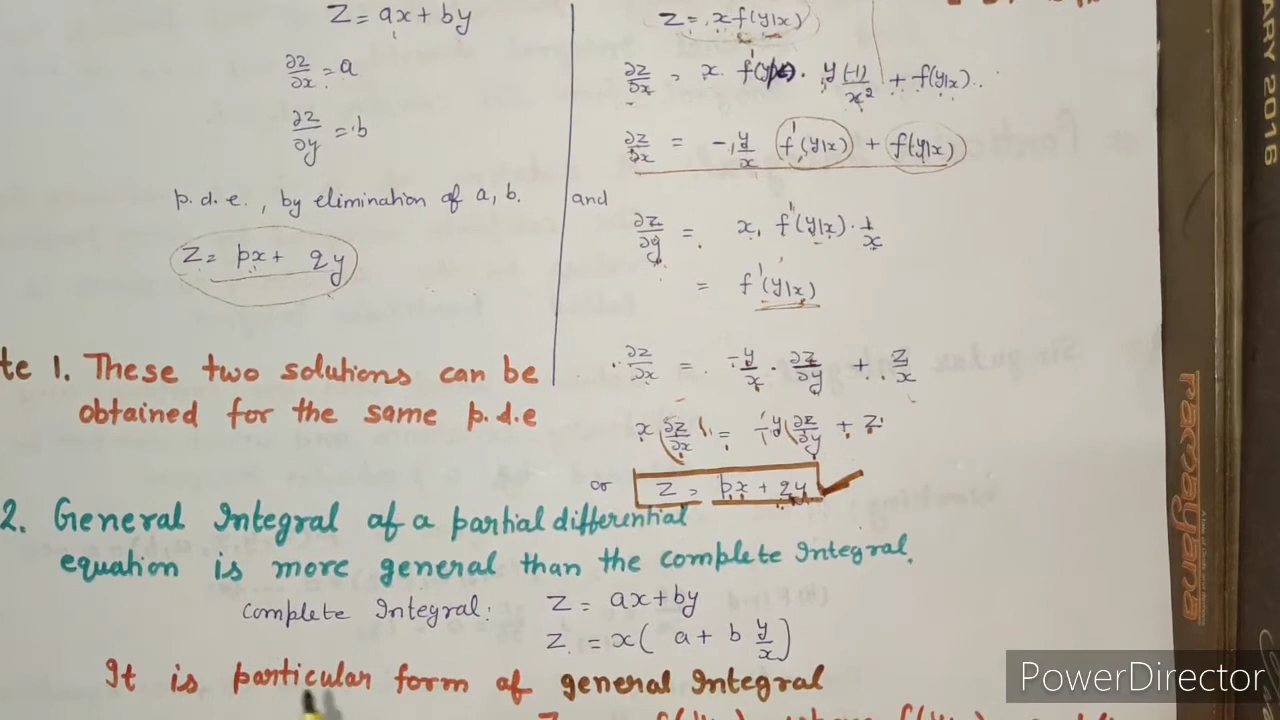 Z = ax + by
∂z/∂x = a
∂z/∂y = b
p.d.e., by elimination of a, b.
Z = px + qy
Z = x f(y/x)
∂z/∂x = x. f'(y/x) . y(-1)/x² + f(y/x)
∂z/∂x = -y/x f'(y/x) + f(y/x)
and
∂z/∂y = x. f'(y/x) . 1/x
= f'(y/x)
∂z/∂x = -y/x . ∂z/∂y + z/x
x ∂z/∂x = -y ∂z/∂y + z
or Z = px + qy
te 1. These two solutions can be
obtained for the same p.d.e
2. General Integral of a partial differential
equation is more general than the complete Integral.
Complete Integral: Z = ax + by
Z = x( a + b y/x )
It is particular form of general Integral
ARY 2016
ramayana
PowerDirector